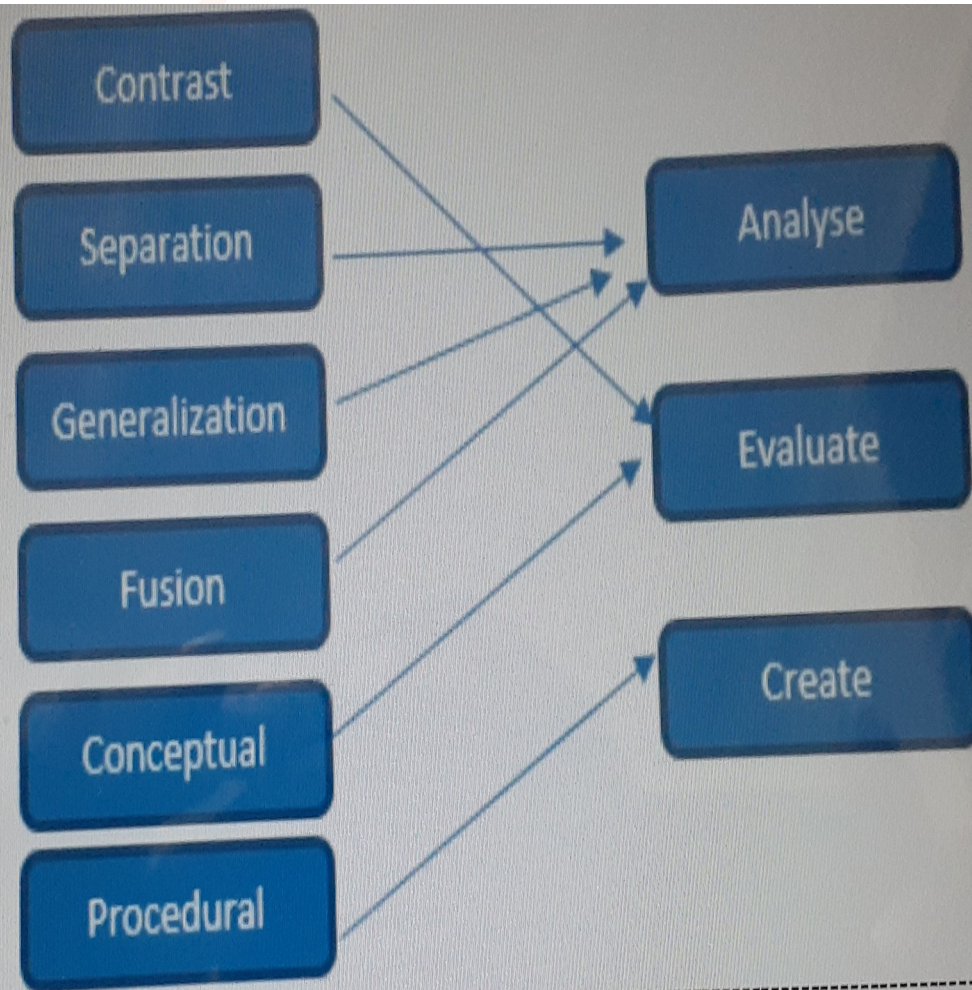 Contrast
Separation
Generalization
Fusion
Conceptual
Procedural
Analyse
Evaluate
Create